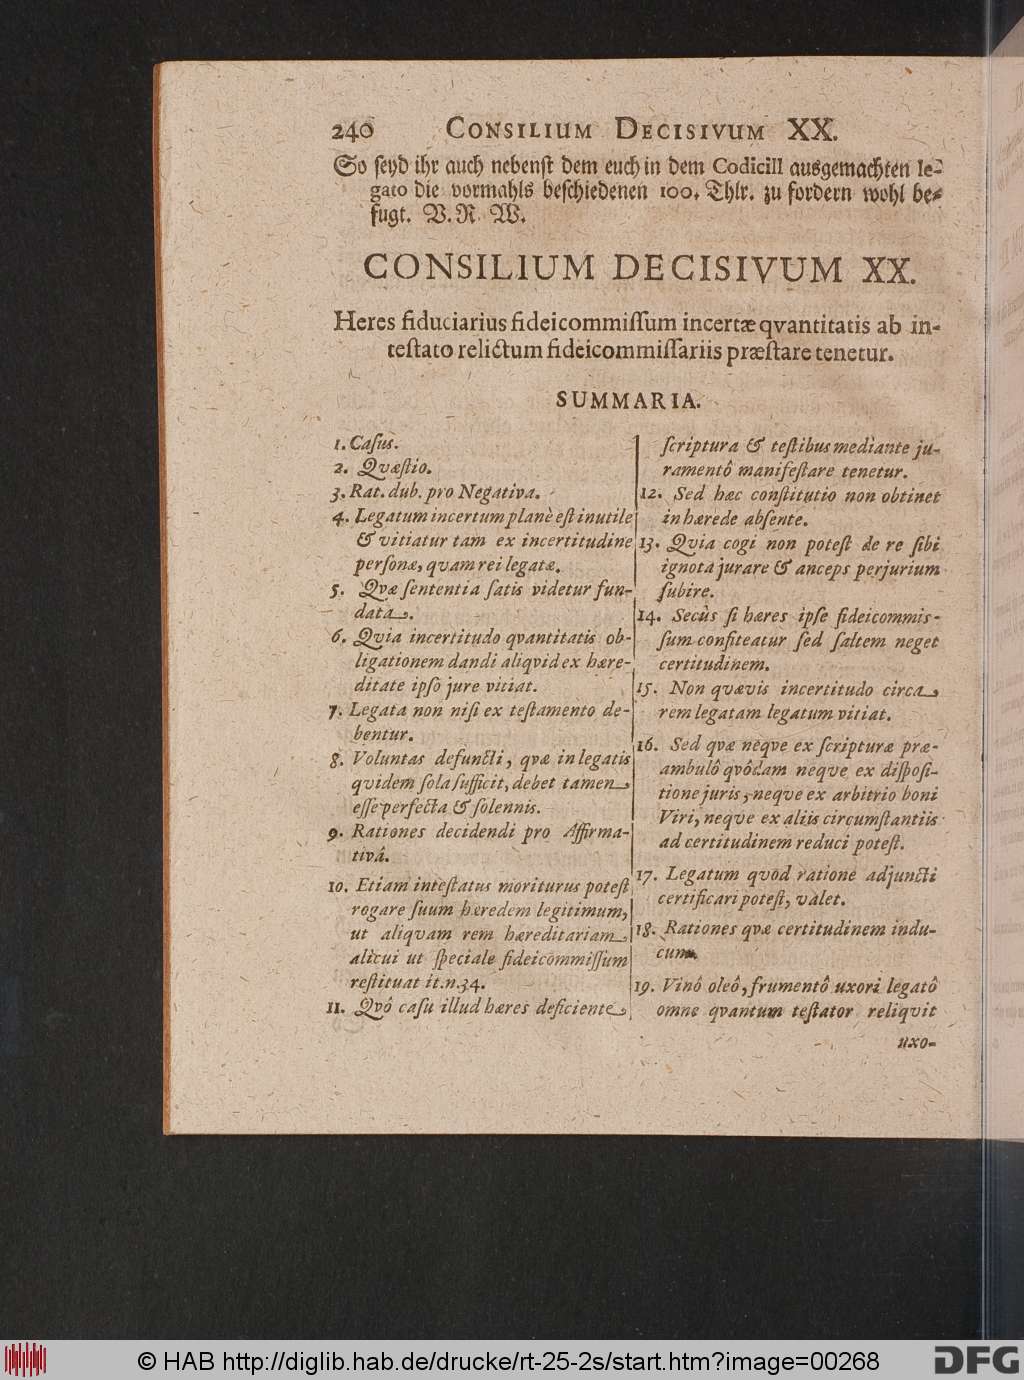 240 CONSILIUM DECISIVUM XX.
So ſeyd ihr auch nebenſt dem euch in dem Codicill ausgemachten le-
gato die vormahls beſchiedenen 100. Thlr. zu fordern wohl be-
fugt. V. R. W.
CONSILIUM DECISIVUM XX.
Heres fiduciarius fideicommiſſum incertæ qvantitatis ab in-
teſtato relictum fideicommiſſariis præſtare tenetur.
SUMMARIA.
1. Caſus.
2. Qvæſtio.
3. Rat. dub. pro Negativa.
4. Legatum incertum planè eſt inutile
& vitiatur tam ex incertitudine
perſonæ, quam rei legatæ.
5. Qvæ ſententia ſatis videtur fun-
data.
6. Qvia incertitudo qvantitatis ob-
ligationem dandi aliqvid ex hære-
ditate ipſo jure vitiat.
7. Legata non niſi ex teſtamento de-
bentur.
8. Voluntas defuncti, qvæ in legatis
quidem ſola ſufficit, debet tamen
eſſe perfecta & ſolennis.
9. Rationes decidendi pro Affirma-
tivâ.
10. Etiam inteſtatus moriturus poteſt
rogare ſuum hæredem legitimum,
ut aliqvam rem hæreditariam
alicui ut ſpeciale fideicommiſſum
reſtituat it. n. 34.
11. Qvô caſu illud hæres deficiente
ſcriptura & teſtibus mediante ju-
ramentô manifeſtare tenetur.
12. Sed hæc conſtitutio non obtinet
in hærede abſente.
13. Qvia cogi non poteſt de re ſibi
ignota jurare & anceps perjurium
ſubire.
14. Secùs ſi hæres ipſe fideicommis-
ſum confiteatur ſed ſaltem neget
certitudinem.
15. Non qvævis incertitudo circa
rem legatam legatum vitiat.
16. Sed qvæ neqve ex ſcripturæ præ-
ambulô qvôdam neque ex diſpoſi-
tione juris, neque ex arbitrio boni
Viri, neque ex aliis circumſtantiis
ad certitudinem reduci poteſt.
17. Legatum quod ratione adjuncti
certificari poteſt, valet.
18. Rationes qvæ certitudinem indu-
cunt.
19. Vinô oleô, frumentô uxori legatô
omne qvantum teſtator reliqvit
uxo-
© HAB http://diglib.hab.de/drucke/rt-25-2s/start.htm?image=00268
DFG